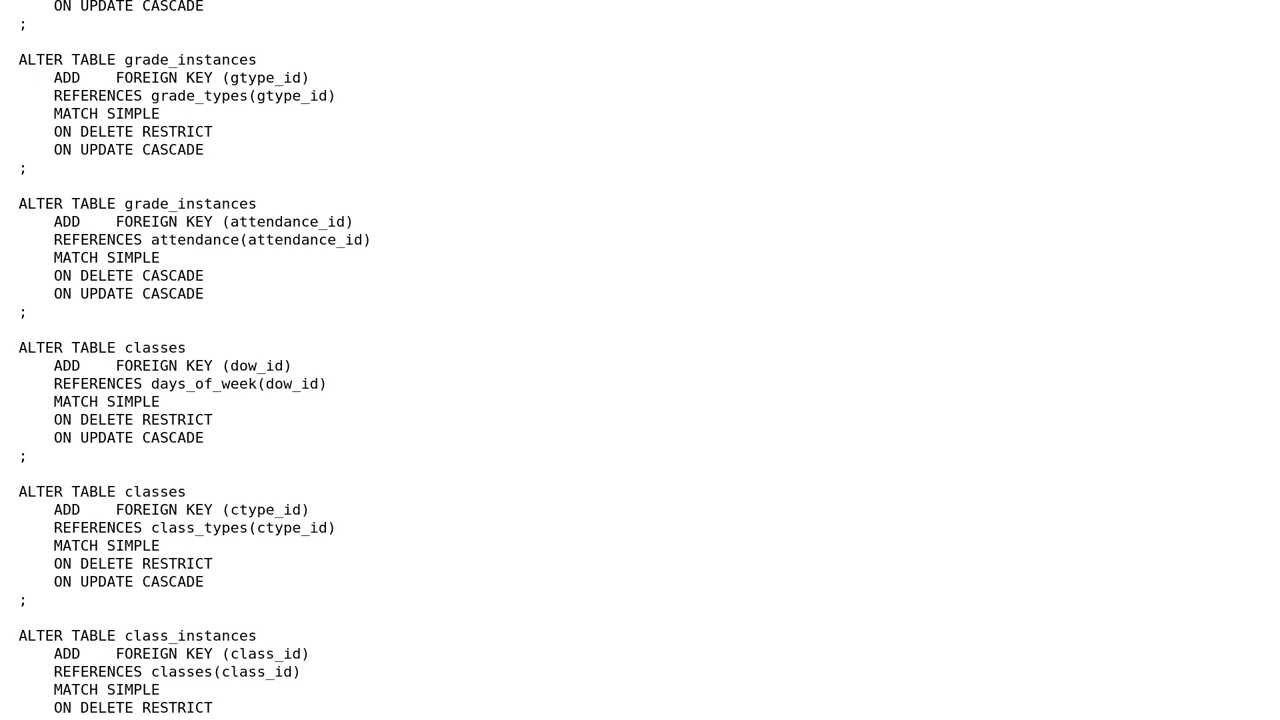 ON UPDATE CASCADE
;

ALTER TABLE grade_instances
    ADD    FOREIGN KEY (gtype_id)
    REFERENCES grade_types(gtype_id)
    MATCH SIMPLE
    ON DELETE RESTRICT
    ON UPDATE CASCADE
;

ALTER TABLE grade_instances
    ADD    FOREIGN KEY (attendance_id)
    REFERENCES attendance(attendance_id)
    MATCH SIMPLE
    ON DELETE CASCADE
    ON UPDATE CASCADE
;

ALTER TABLE classes
    ADD    FOREIGN KEY (dow_id)
    REFERENCES days_of_week(dow_id)
    MATCH SIMPLE
    ON DELETE RESTRICT
    ON UPDATE CASCADE
;

ALTER TABLE classes
    ADD    FOREIGN KEY (ctype_id)
    REFERENCES class_types(ctype_id)
    MATCH SIMPLE
    ON DELETE RESTRICT
    ON UPDATE CASCADE
;

ALTER TABLE class_instances
    ADD    FOREIGN KEY (class_id)
    REFERENCES classes(class_id)
    MATCH SIMPLE
    ON DELETE RESTRICT